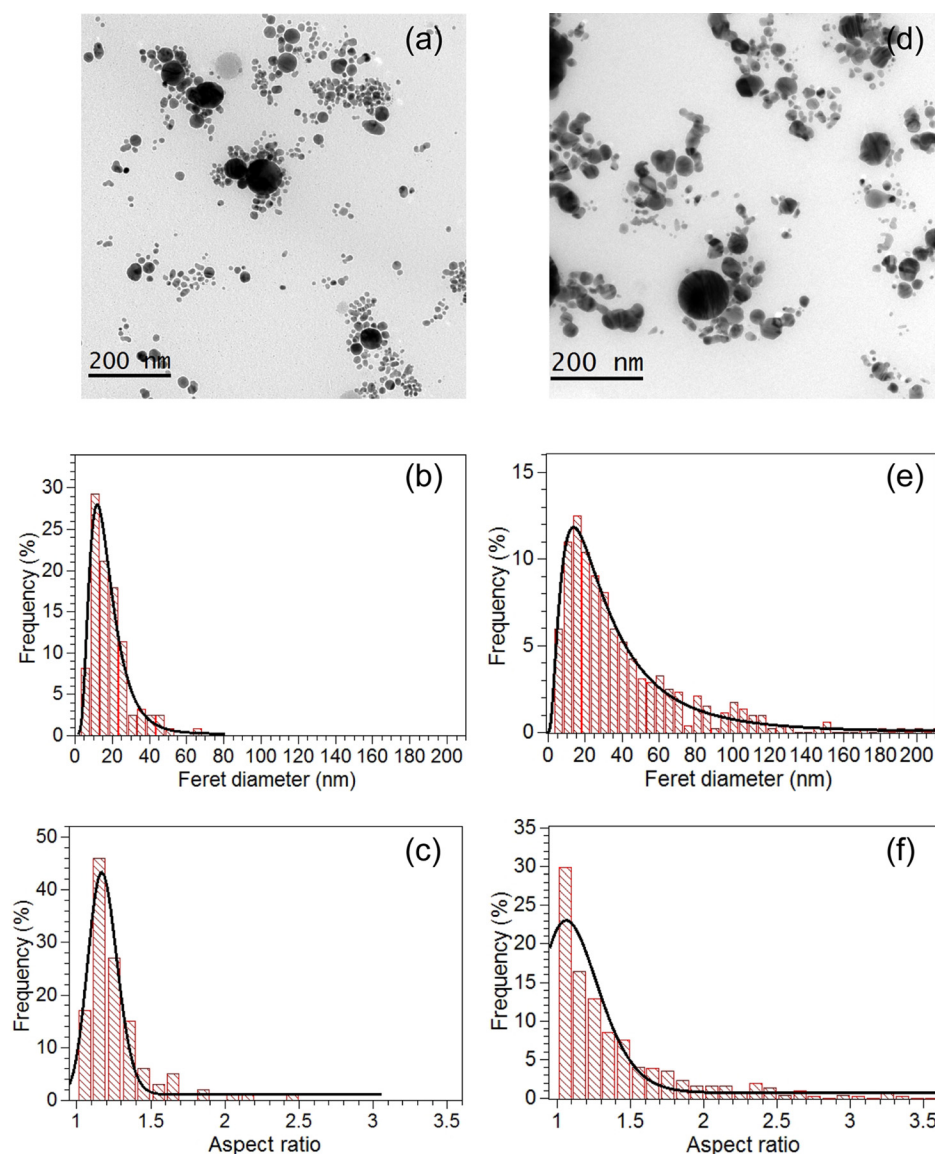 (a)
200 nm
(d)
200 nm
(b)
Frequency (%)
30
25
20
15
10
5
0
0 20 40 60 80 100 120 140 160 180 200
Feret diameter (nm)
(e)
Frequency (%)
15
10
5
0
0 20 40 60 80 100 120 140 160 180 200
Feret diameter (nm)
(c)
Frequency (%)
50
40
30
20
10
0
1 1.5 2 2.5 3 3.5
Aspect ratio
(f)
Frequency (%)
35
30
25
20
15
10
5
0
1 1.5 2 2.5 3 3.5
Aspect ratio